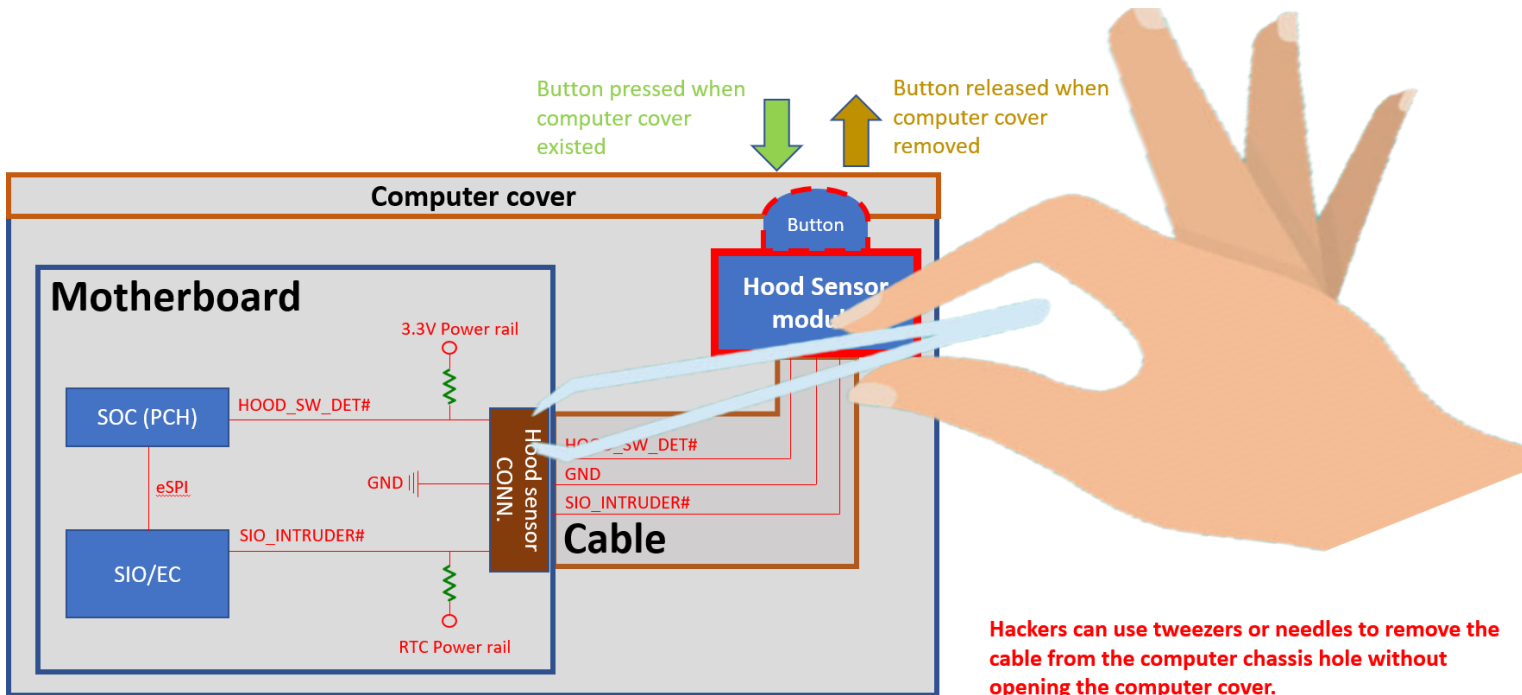 Button pressed when
computer cover
existed
Button released when
computer cover
removed
Computer cover
Button
Hood Sensor
Motherboard
3.3V Power rail
SOC (PCH)
HOOD_SW_DET#
Hood sensor
CONN.
HOOD_SW_DET#
GND
GND
eSPI
SIO_INTRUDER#
SIO_INTRUDER#
Cable
SIO/EC
RTC Power rail
Hackers can use tweezers or needles to remove the
cable from the computer chassis hole without
opening the computer cover.